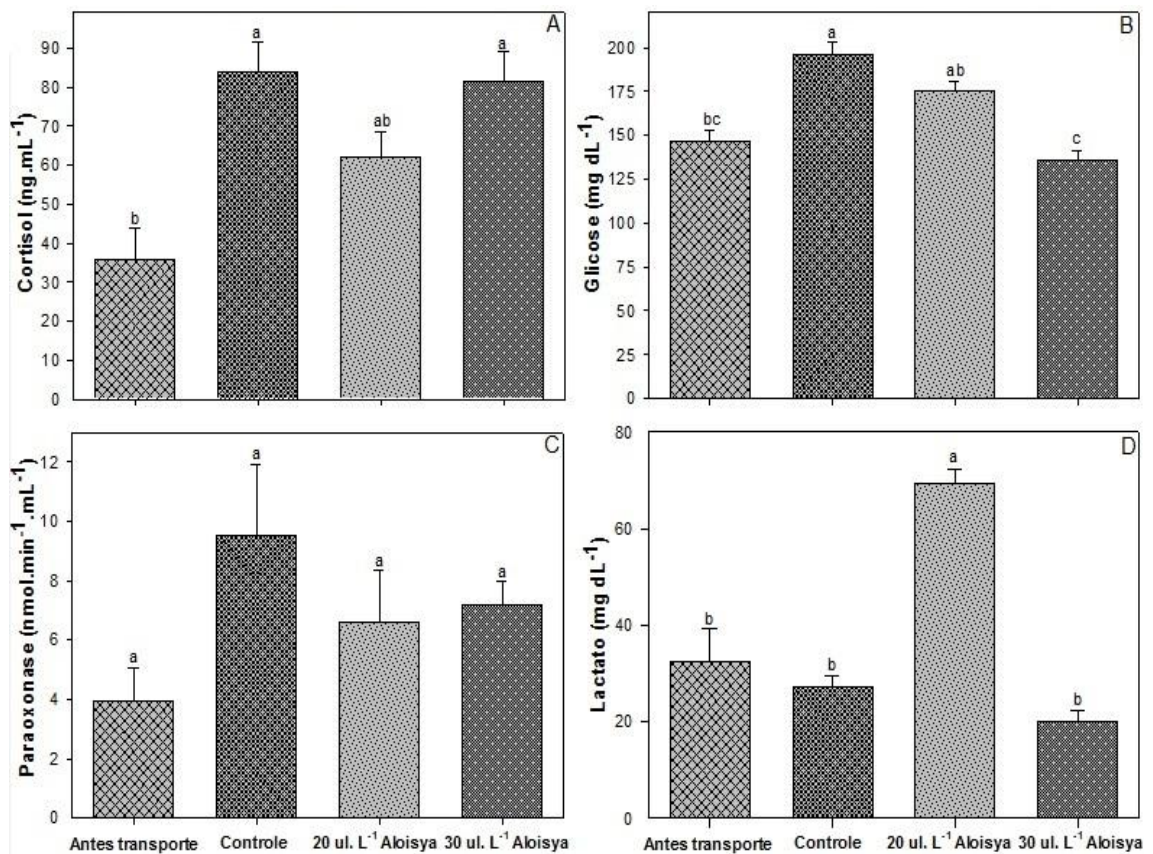 A
90
80
70
60
50
40
30
20
10
0
Cortisol (ng.mL⁻¹)
b
a
ab
a
B
200
175
150
125
100
75
50
25
0
Glicose (mg dL⁻¹)
bc
a
ab
c
C
12
10
8
6
4
2
0
Paraoxonase (nmol.min⁻¹.mL⁻¹)
a
a
a
a
Antes transporte Controle 20 ul. L⁻¹ Aloisya 30 ul. L⁻¹ Aloisya
D
80
60
40
20
0
Lactato (mg dL⁻¹)
b
b
a
b
Antes transporte Controle 20 ul. L⁻¹ Aloisya 30 ul. L⁻¹ Aloisya